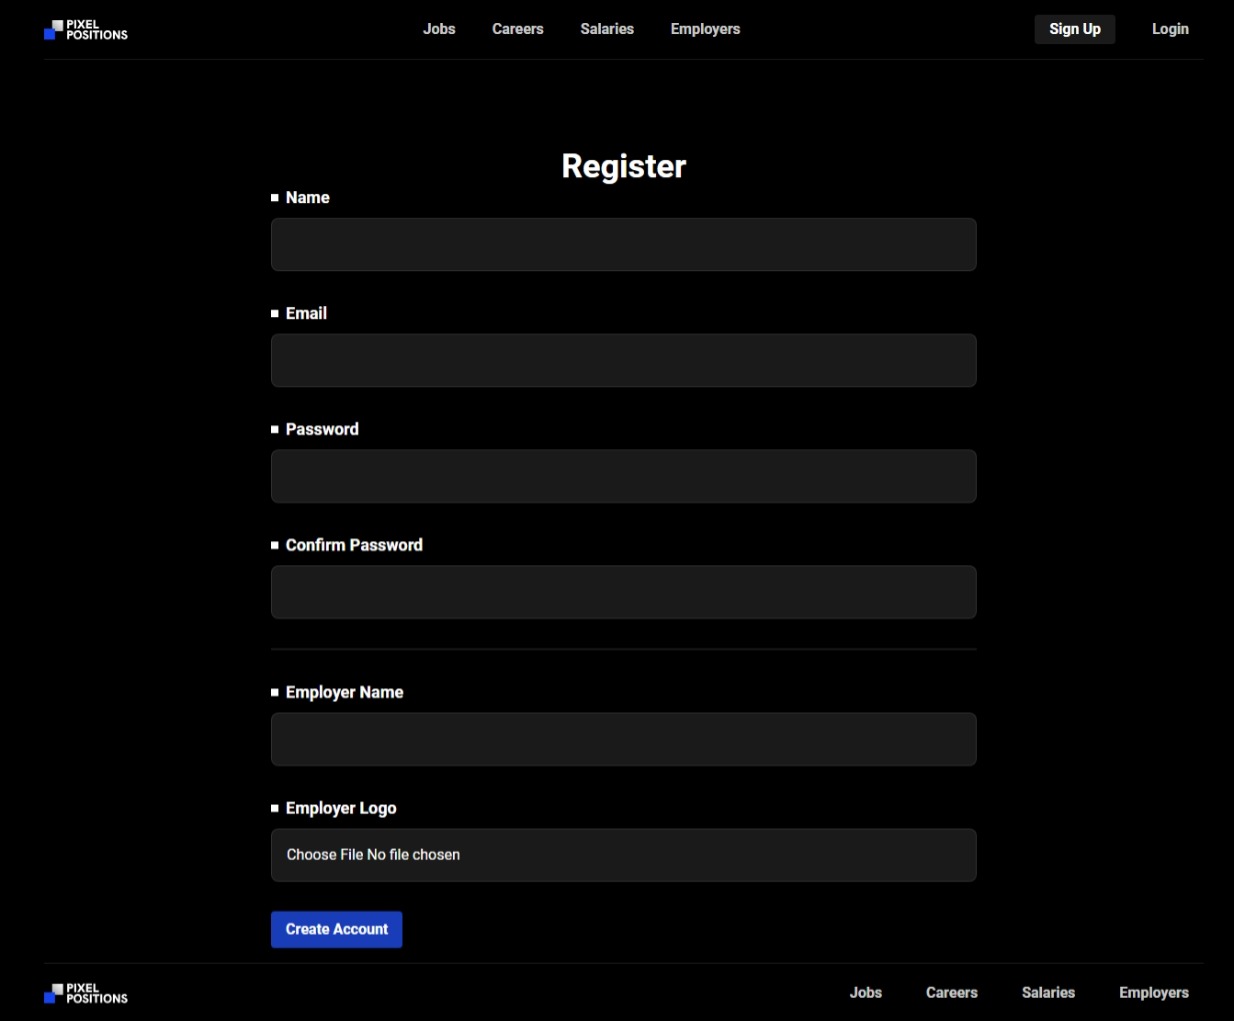 PIXEL
POSITIONS
Jobs Careers Salaries Employers Sign Up Login
Register
Name
Email
Password
Confirm Password
Employer Name
Employer Logo
Choose File No file chosen
Create Account
PIXEL
POSITIONS
Jobs Careers Salaries Employers